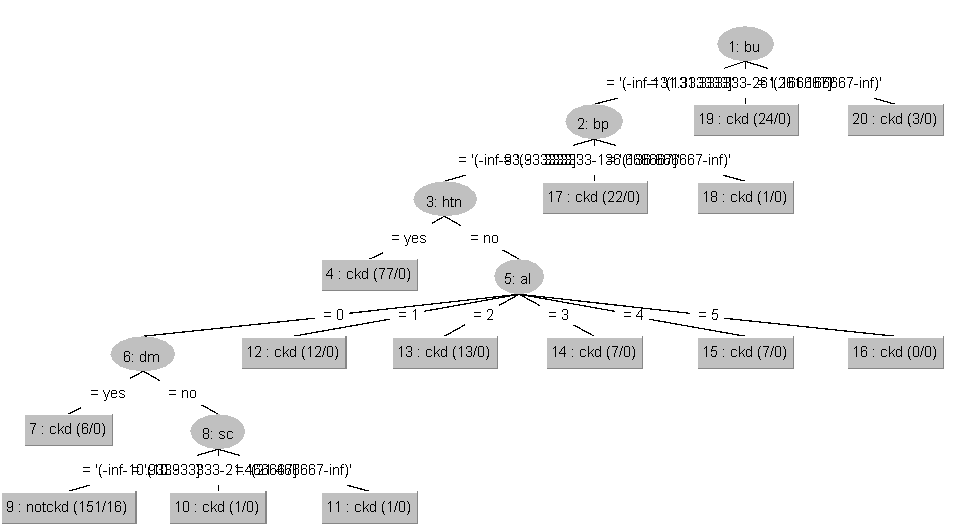 1: bu
19 : ckd (24/0)
20 : ckd (3/0)
2: bp
17 : ckd (22/0)
18 : ckd (1/0)
3: htn
= yes
= no
4 : ckd (77/0)
5: al
= 0
= 1
= 2
= 3
= 4
= 5
6: dm
12 : ckd (12/0)
13 : ckd (13/0)
14 : ckd (7/0)
15 : ckd (7/0)
16 : ckd (0/0)
= yes
= no
7 : ckd (6/0)
8: sc
9 : notckd (151/16)
10 : ckd (1/0)
11 : ckd (1/0)